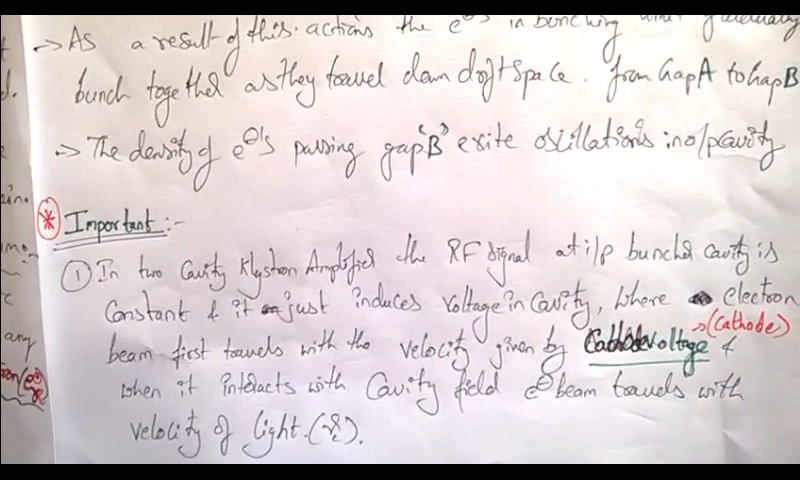 -> As a result of this actions the e⊖'s in bunching
bunch together as they travel down drift space. from Gap A to Gap B
-> The density of e⊖'s passing gap "B" exite oscillations in o/p cavity
* Important :-
① In two Cavity Klystron Amplifier the RF signal at i/p buncher cavity is
Constant & it just induces voltage in Cavity, where electron
beam first travels with the velocity given by Cathode voltage & ->(Cathode)
when it interacts with Cavity field e⊖ beam travels with
velocity of light.
any